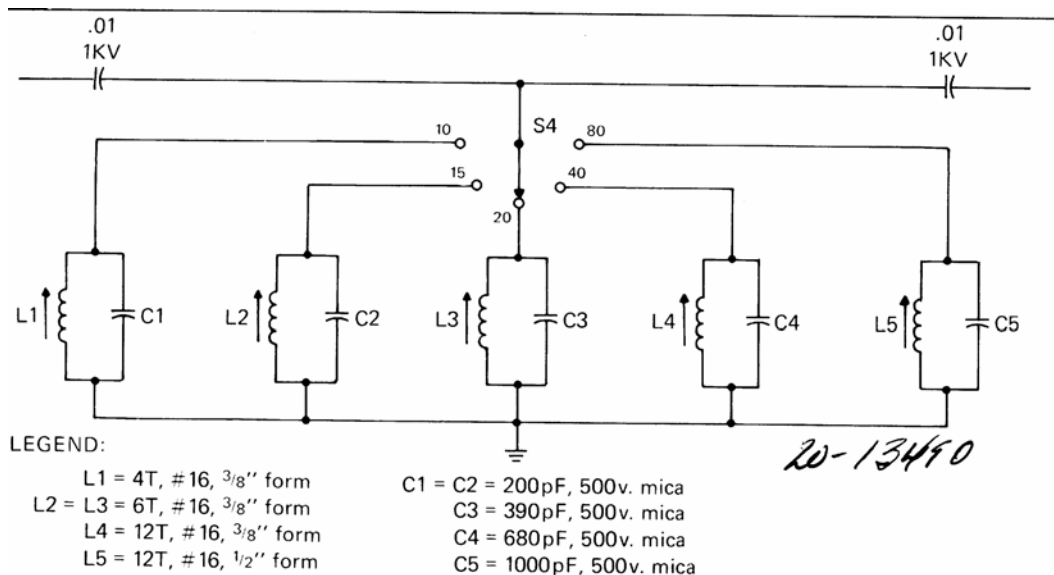 .01
1KV
.01
1KV
S4
10
80
15
40
20
L1
C1
L2
C2
L3
C3
L4
C4
L5
C5
20-13490
LEGEND:
L1 = 4T, #16, 3/8" form
L2 = L3 = 6T, #16, 3/8" form
L4 = 12T, #16, 3/8" form
L5 = 12T, #16, 1/2" form
C1 = C2 = 200pF, 500v. mica
C3 = 390pF, 500v. mica
C4 = 680pF, 500v. mica
C5 = 1000pF, 500v. mica